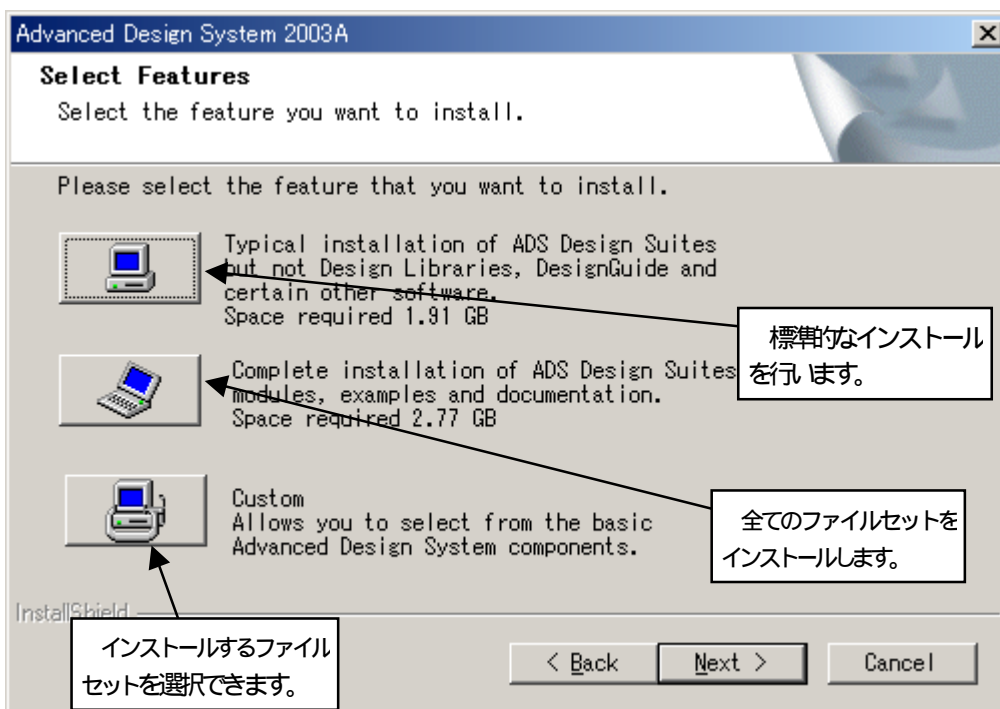 Advanced Design System 2003A
Select Features
Select the feature you want to install.
Please select the feature that you want to install.
Typical installation of ADS Design Suites
but not Design Libraries, DesignGuide and
certain other software.
Space required 1.91 GB
標準的なインストール
を行います。
Complete installation of ADS Design Suites
modules, examples and documentation.
Space required 2.77 GB
Custom
Allows you to select from the basic
Advanced Design System components.
全てのファイルセットを
インストールします。
InstallShield
インストールするファイル
セットを選択できます。
< Back
Next >
Cancel